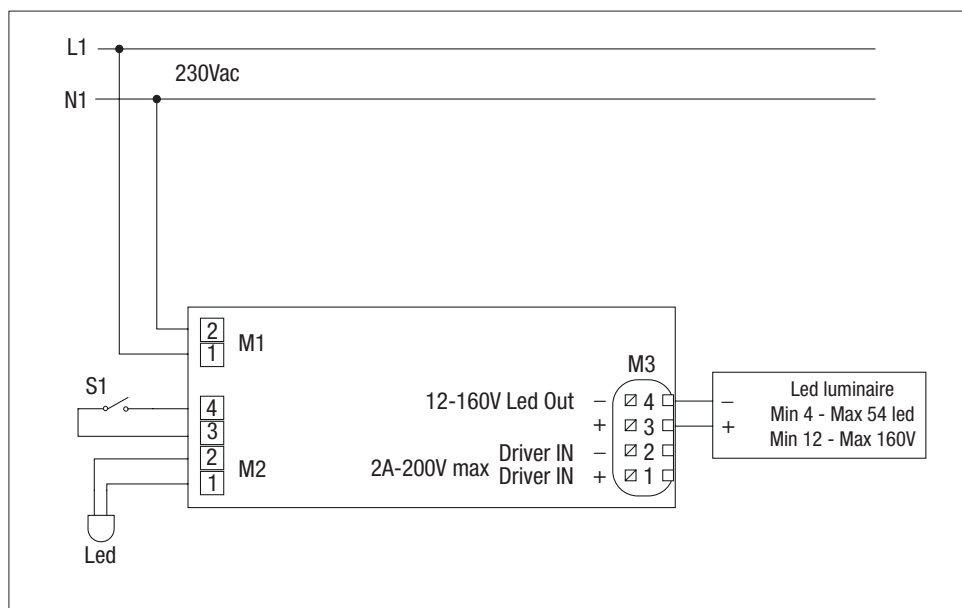 L1
230Vac
N1
2
1
M1
S1
4
3
2
1
M2
Led
M3
12-160V Led Out
–
+
2A-200V max
Driver IN
–
Driver IN
+
4
3
2
1
–
+
Led luminaire
Min 4 - Max 54 led
Min 12 - Max 160V